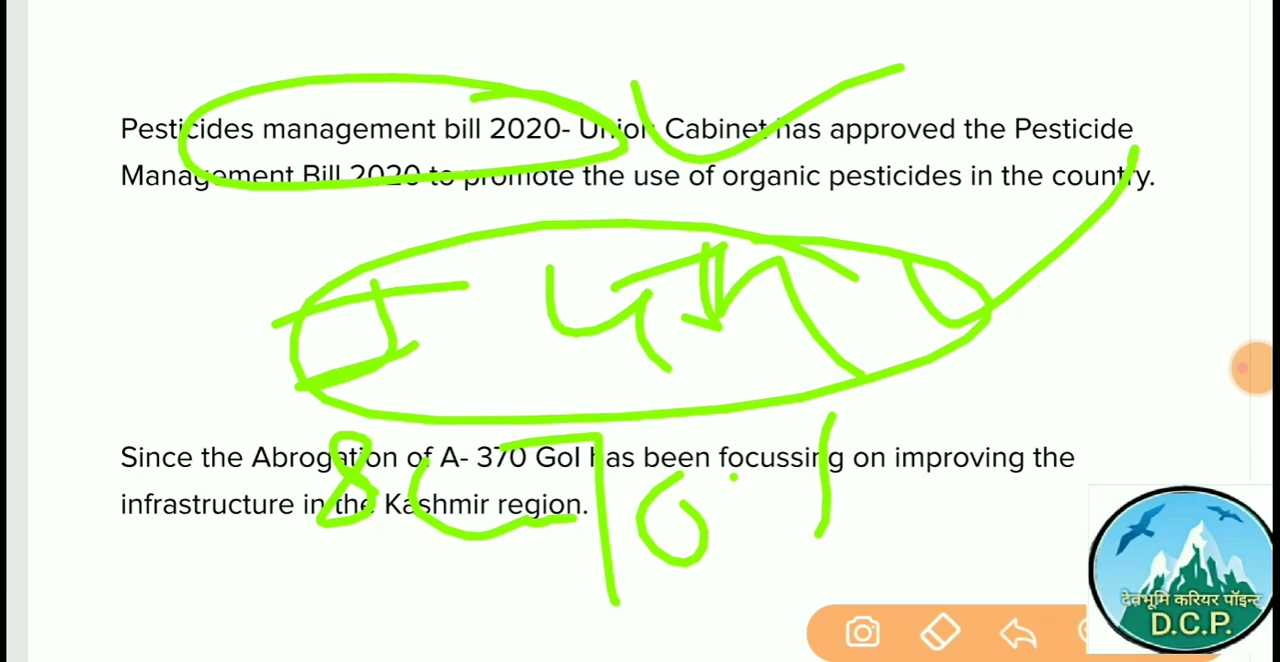 Pesticides management bill 2020- Union Cabinet has approved the Pesticide
Management Bill 2020 to promote the use of organic pesticides in the country.
Since the Abrogation of A- 370 GoI has been focussing on improving the
infrastructure in the Kashmir region.
देवभूमि करियर पॉइन्ट
D.C.P.